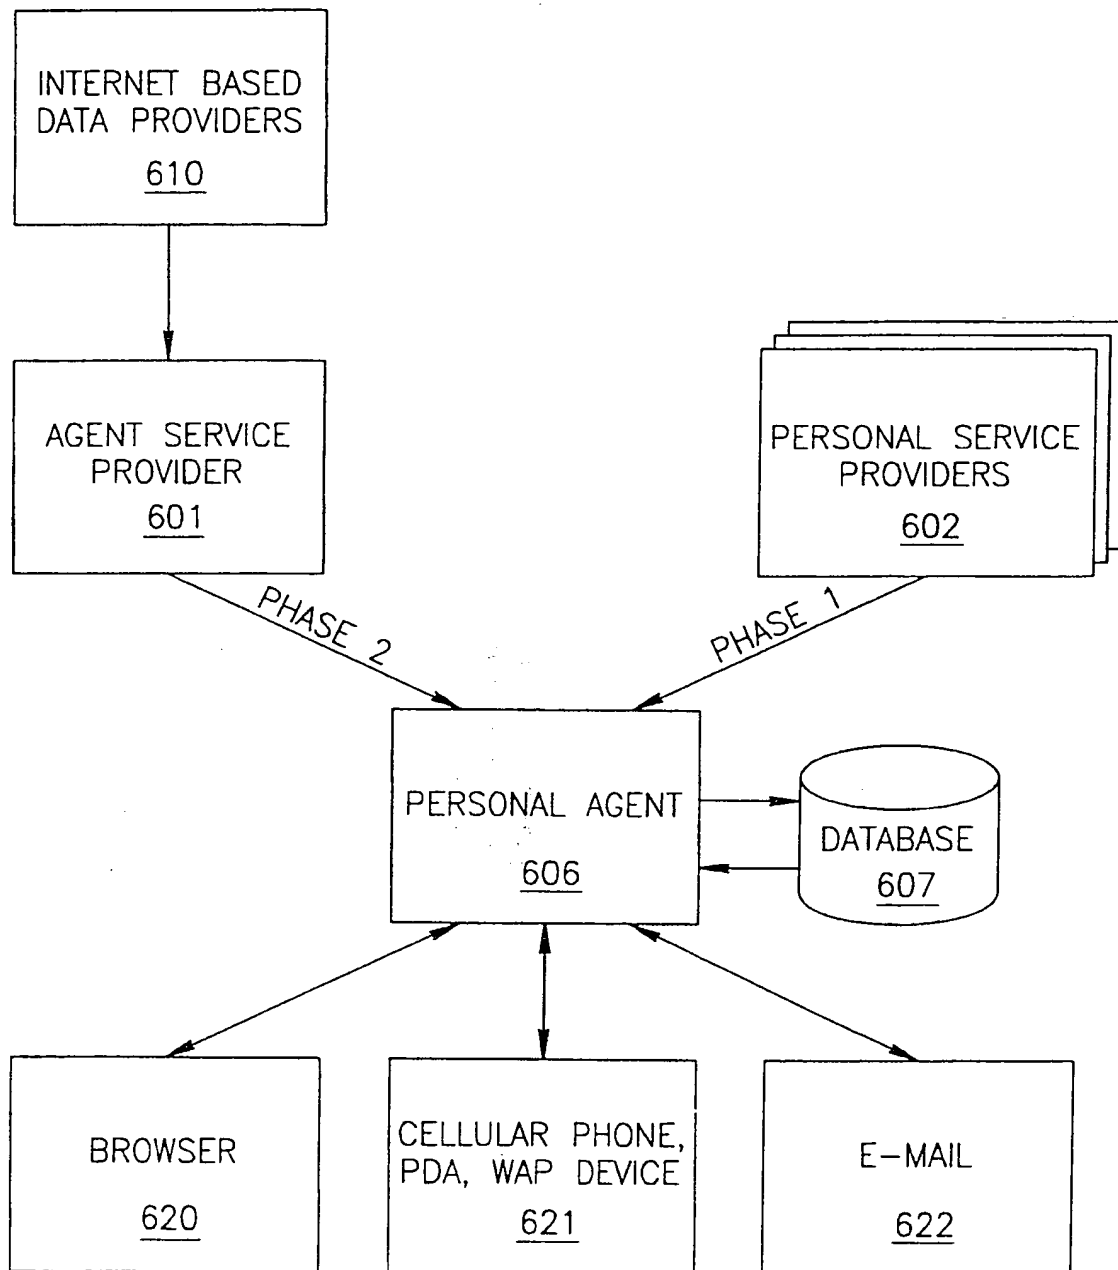 INTERNET BASED
DATA PROVIDERS
610
AGENT SERVICE
PROVIDER
601
PERSONAL SERVICE
PROVIDERS
602
PHASE 2
PHASE 1
PERSONAL AGENT
606
DATABASE
607
BROWSER
620
CELLULAR PHONE,
PDA, WAP DEVICE
621
E-MAIL
622